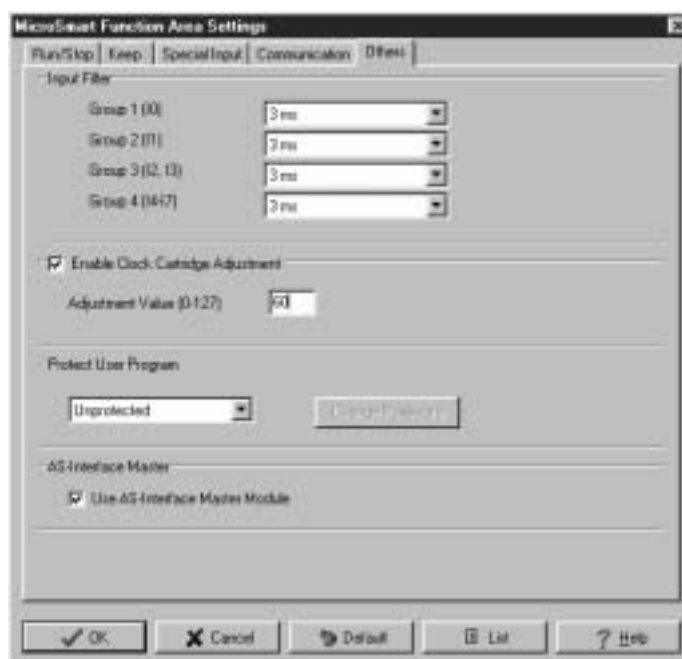 MicroSmart Function Area Settings
Run/Stop Keep Special Input Communication Others
Input Filter
Group 1 (I0) 3 ms
Group 2 (I1) 3 ms
Group 3 (I2, I3) 3 ms
Group 4 (I4-I7) 3 ms
Enable Clock Cartridge Adjustment
Adjustment Value (0-127) 60
Protect User Program
Unprotected
AS-Interface Master
Use AS-Interface Master Module
OK Cancel Default List Help